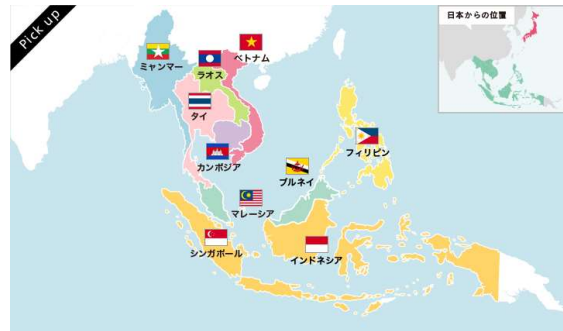 Pick up
日本からの位置
ミャンマー
ラオス
ベトナム
タイ
カンボジア
フィリピン
ブルネイ
マレーシア
シンガポール
インドネシア